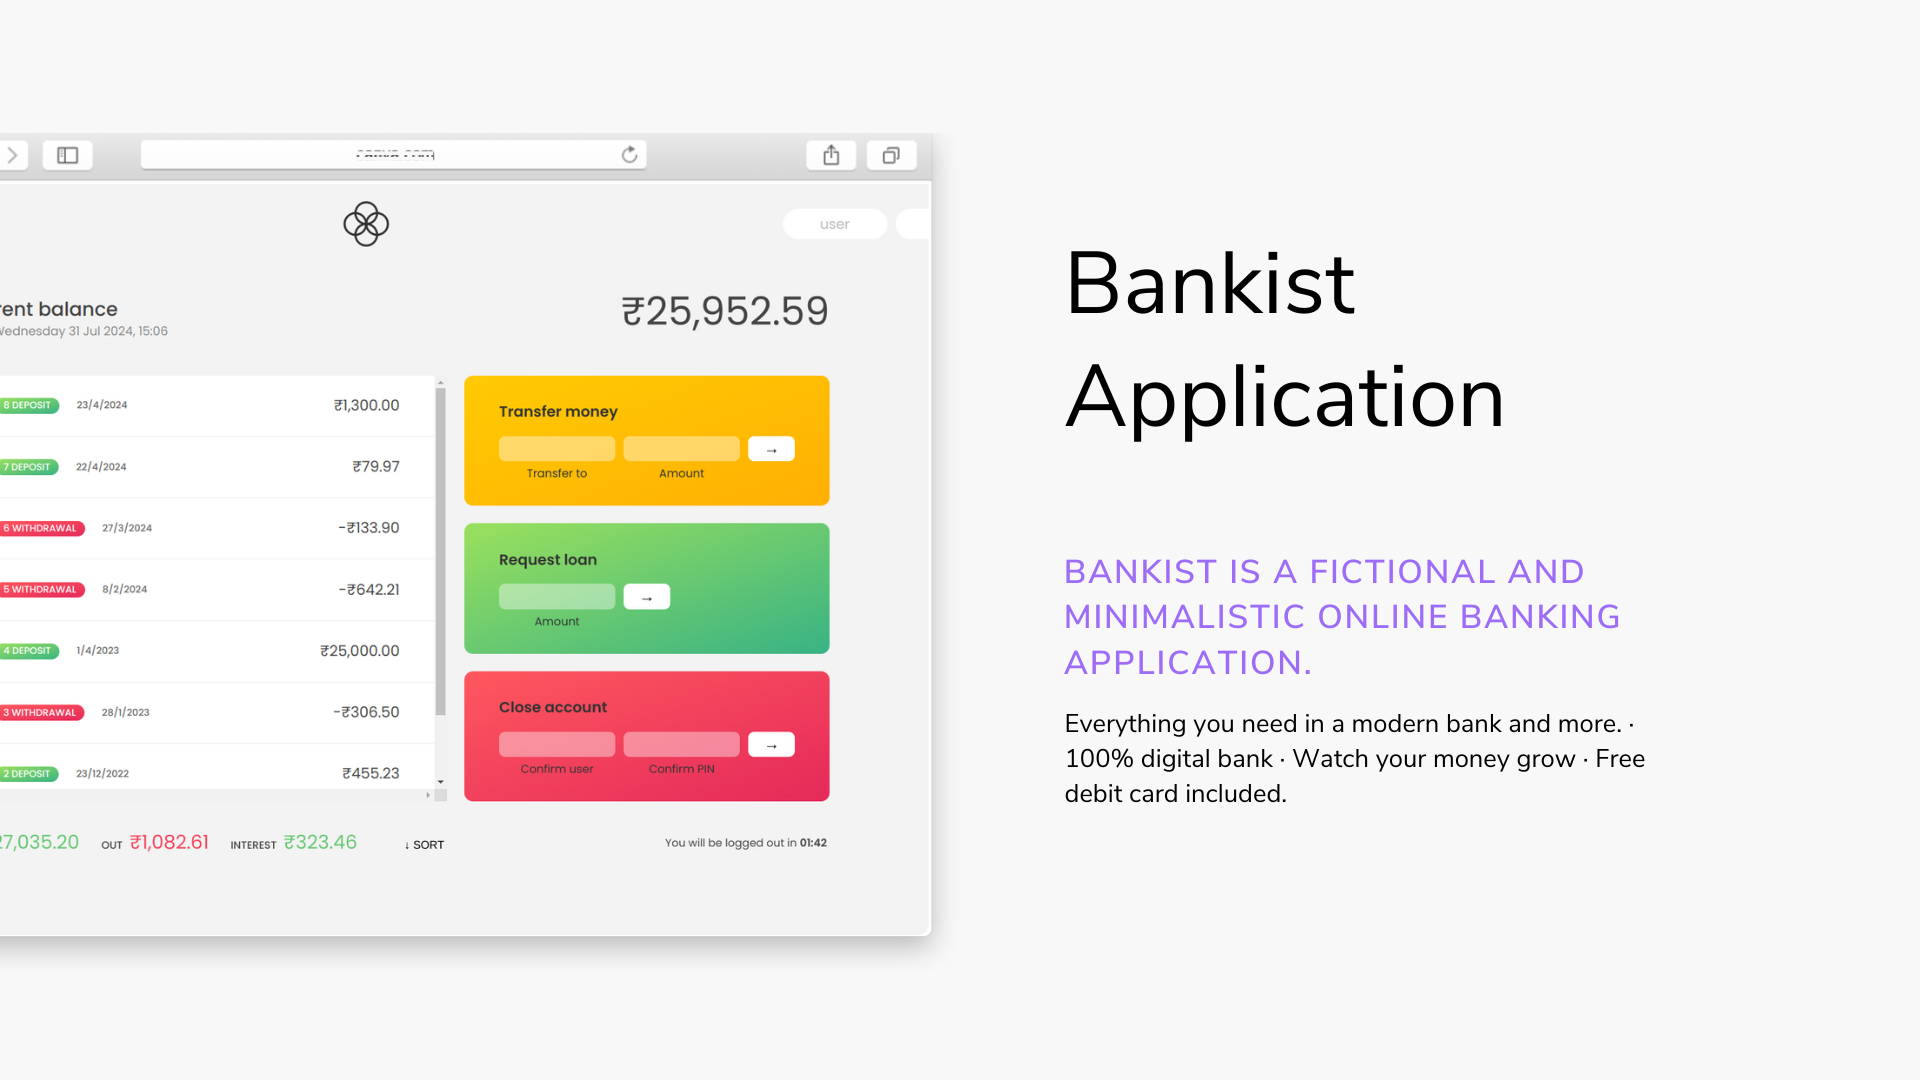 user
rent balance
Wednesday 31 Jul 2024, 15:06
₹25,952.59
8 DEPOSIT 23/4/2024 ₹1,300.00
7 DEPOSIT 22/4/2024 ₹79.97
6 WITHDRAWAL 27/3/2024 -₹133.90
5 WITHDRAWAL 8/2/2024 -₹642.21
4 DEPOSIT 1/4/2023 ₹25,000.00
3 WITHDRAWAL 28/1/2023 -₹306.50
2 DEPOSIT 23/12/2022 ₹455.23
Transfer money
→
Transfer to Amount
Request loan
→
Amount
Close account
→
Confirm user Confirm PIN
27,035.20 OUT ₹1,082.61 INTEREST ₹323.46 ↓ SORT
You will be logged out in 01:42
Bankist
Application
BANKIST IS A FICTIONAL AND
MINIMALISTIC ONLINE BANKING
APPLICATION.
Everything you need in a modern bank and more. ·
100% digital bank · Watch your money grow · Free
debit card included.